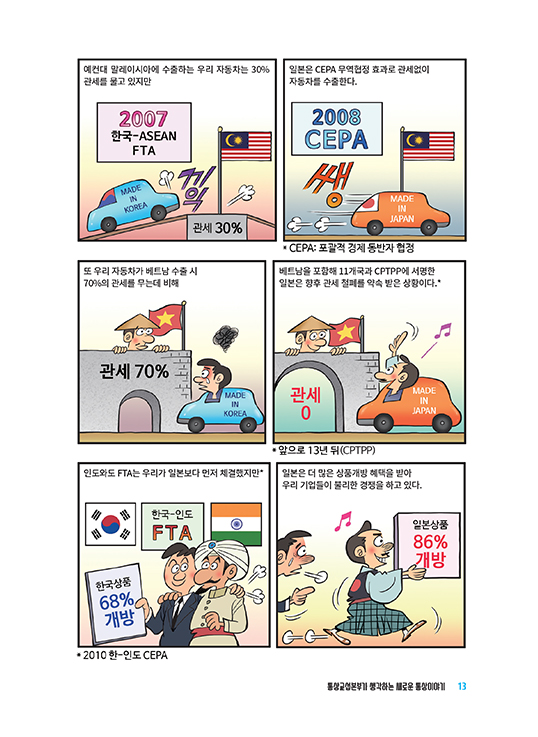 예컨대 말레이시아에 수출하는 우리 자동차는 30%
관세를 물고 있지만
2007
한국-ASEAN
FTA
끼익
MADE
IN
KOREA
관세 30%
일본은 CEPA 무역협정 효과로 관세없이
자동차를 수출한다.
2008
CEPA
쌩
MADE
IN
JAPAN
* CEPA: 포괄적 경제 동반자 협정
또 우리 자동차가 베트남 수출 시
70%의 관세를 무는데 비해
관세 70%
MADE
IN
KOREA
베트남을 포함해 11개국과 CPTPP에 서명한
일본은 향후 관세 절폐를 약속 받은 상황이다.*
관세
0
MADE
IN
JAPAN
* 앞으로 13년 뒤(CPTPP)
인도와도 FTA는 우리가 일본보다 먼저 체결했지만*
한국-인도
FTA
한국상품
68%
개방
* 2010 한-인도 CEPA
일본은 더 많은 상품개방 혜택을 받아
우리 기업들이 불리한 경쟁을 하고 있다.
일본상품
86%
개방
통상교섭본부가 생각하는 새로운 통상이야기 13